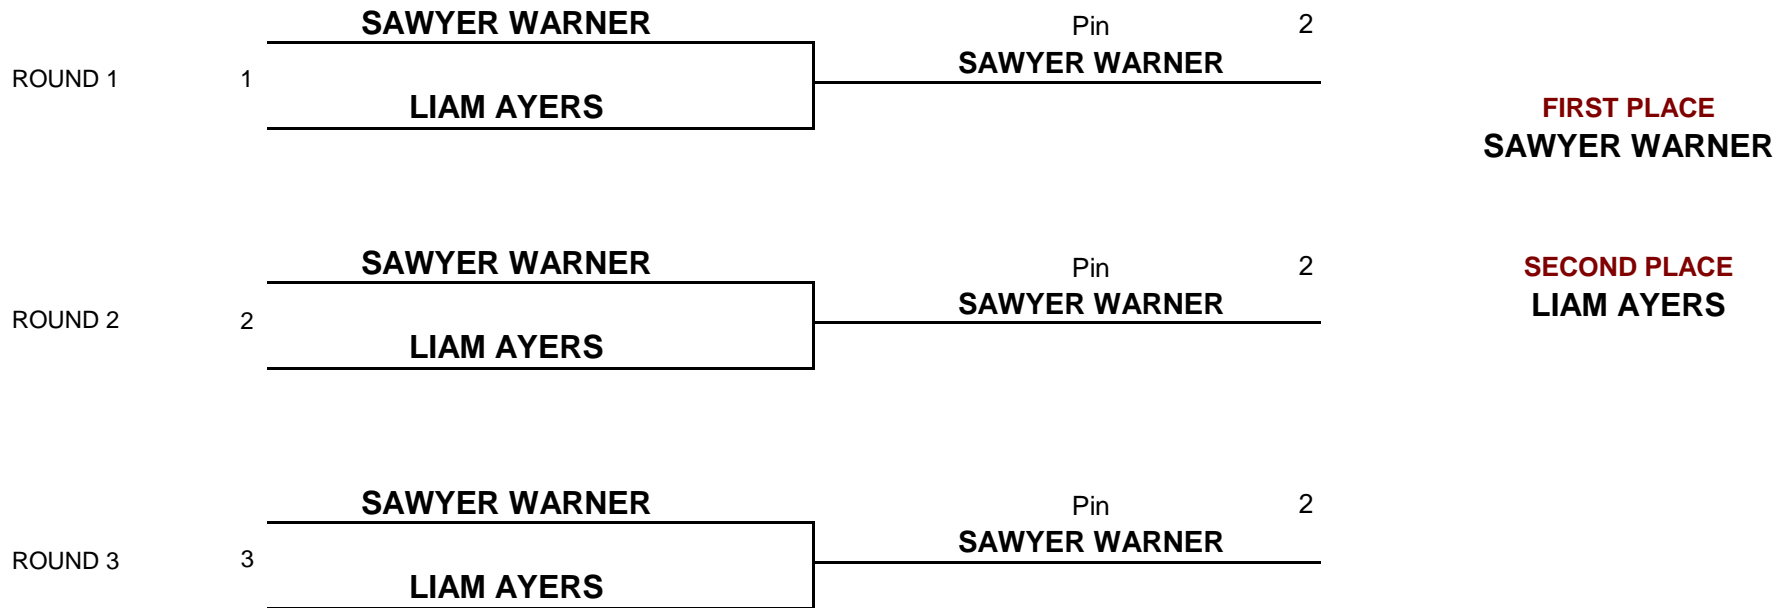 SAWYER WARNER
Pin 2
SAWYER WARNER
ROUND 1 1
LIAM AYERS
FIRST PLACE
SAWYER WARNER
SAWYER WARNER
Pin 2
SECOND PLACE
SAWYER WARNER
LIAM AYERS
ROUND 2 2
LIAM AYERS
SAWYER WARNER
Pin 2
SAWYER WARNER
ROUND 3 3
LIAM AYERS